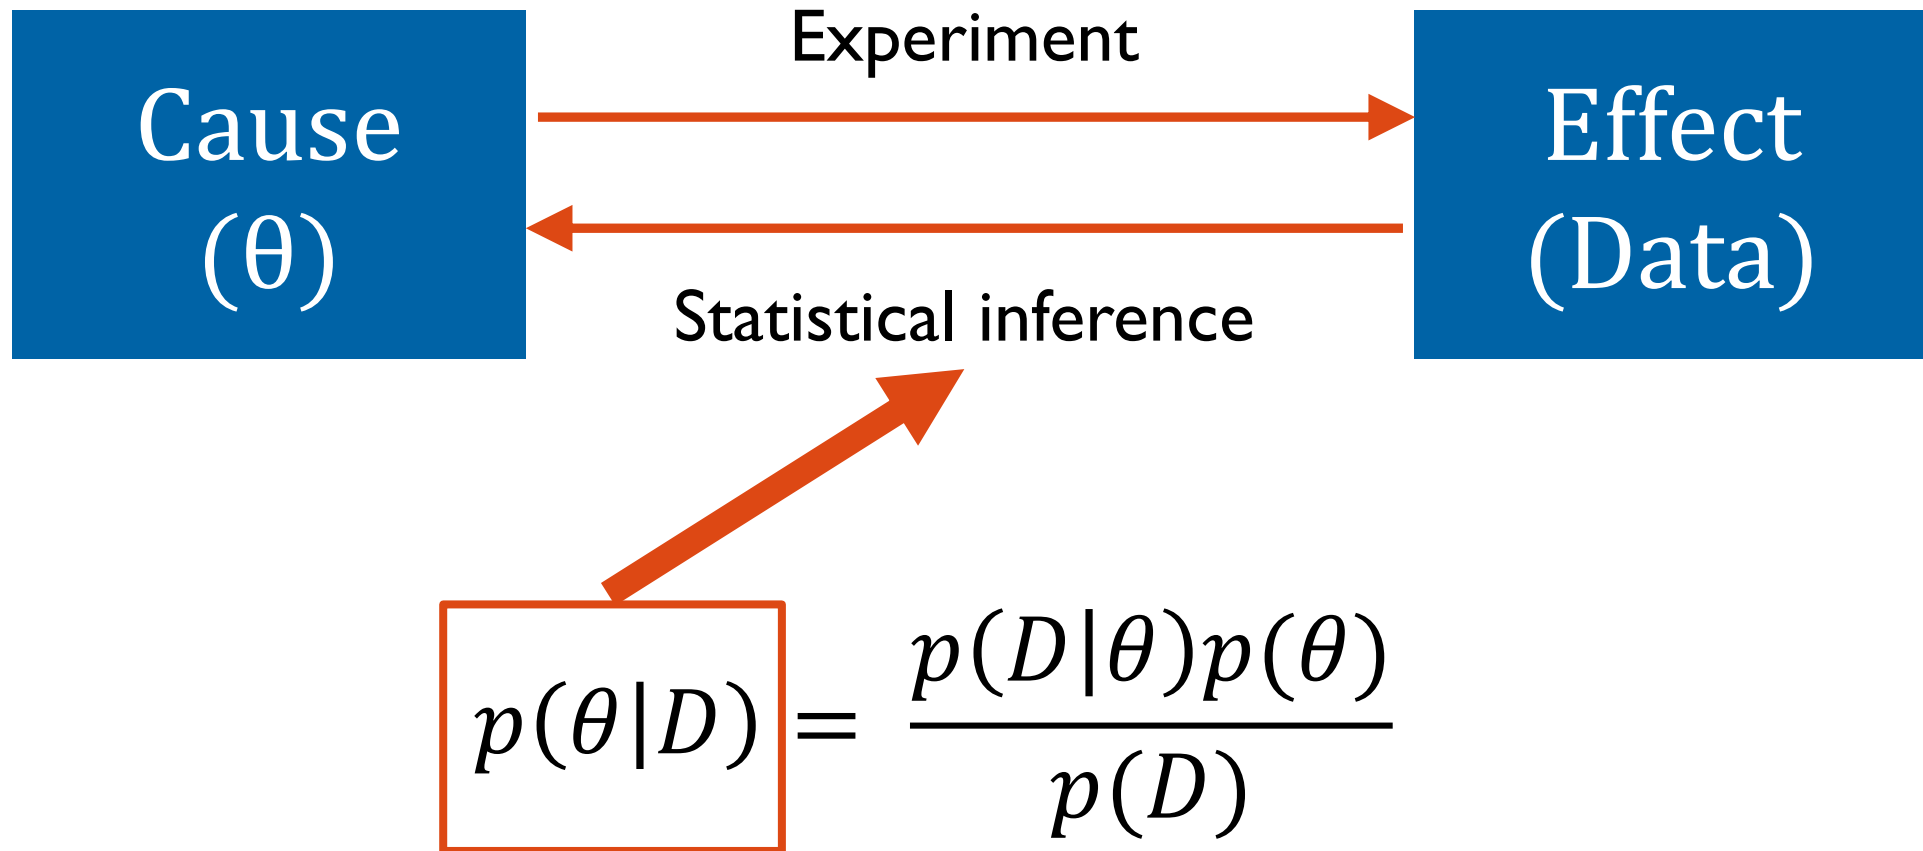 Experiment
Cause
(θ)
Effect
(Data)
Statistical inference
p(θ|D) = p(D|θ)p(θ)
p(D)